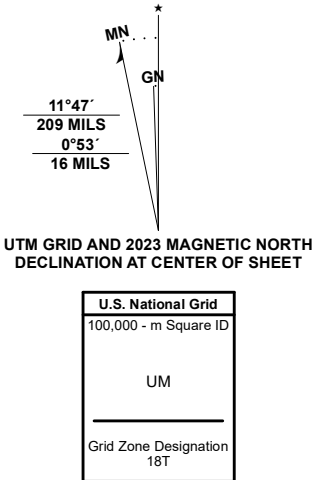 ★
MN
GN
11°47´
209 MILS
0°53´
16 MILS
UTM GRID AND 2023 MAGNETIC NORTH
DECLINATION AT CENTER OF SHEET
U.S. National Grid
100,000 - m Square ID
UM
Grid Zone Designation
18T